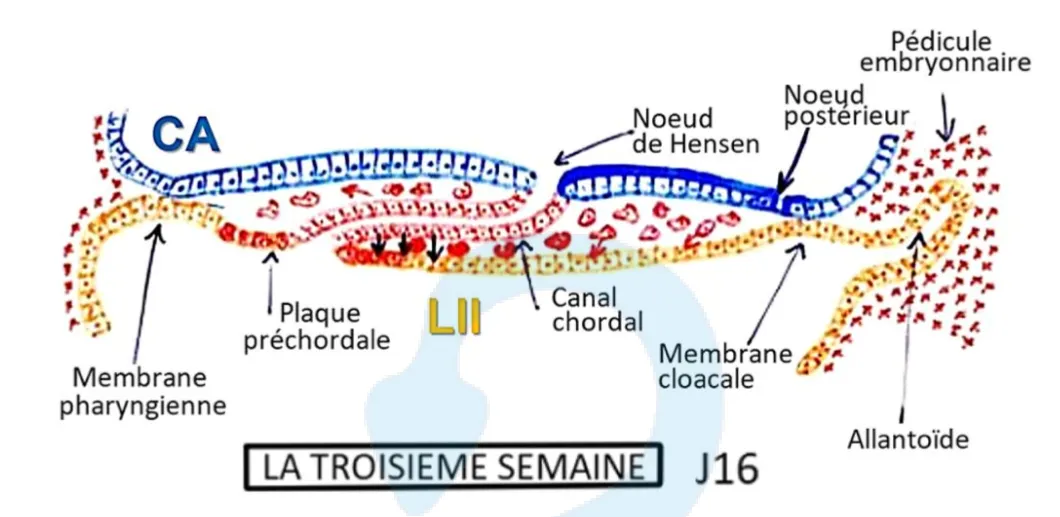 Pédicule
embryonnaire
Noeud
postérieur
Noeud
de Hensen
CA
Plaque
préchordale
LII
Canal
chordal
Membrane
cloacale
Membrane
pharyngienne
Allantoïde
LA TROISIEME SEMAINE J16